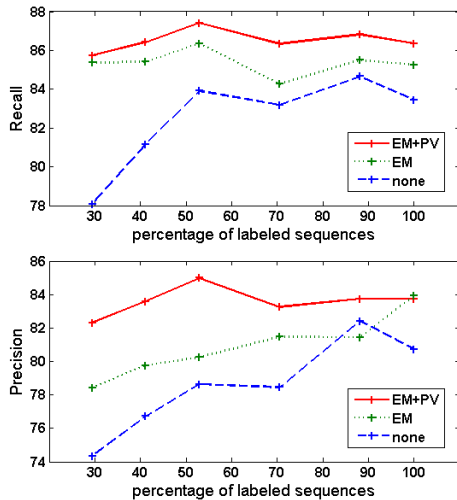 88
86
84
82
80
78
Recall
30 40 50 60 70 80 90 100
percentage of labeled sequences
EM+PV
EM
none
86
84
82
80
78
76
74
Precision
30 40 50 60 70 80 90 100
percentage of labeled sequences
EM+PV
EM
none